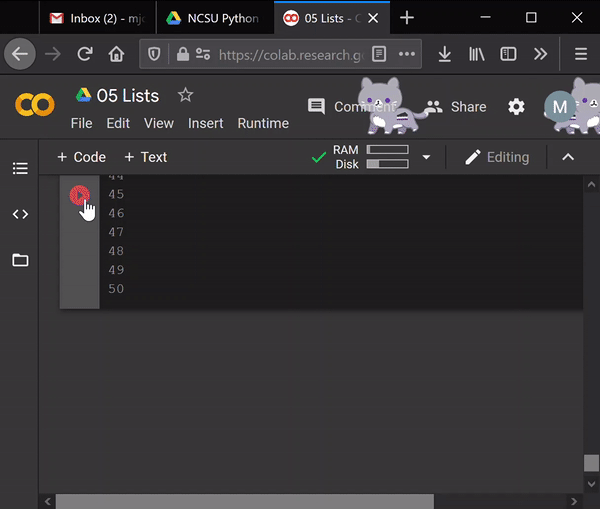 Inbox (2) - mjc
NCSU Python
05 Lists - C
https://colab.research.g
05 Lists
Comment
Share
M
File Edit View Insert Runtime
+ Code + Text
RAM
Disk
Editing
44
45
46
47
48
49
50